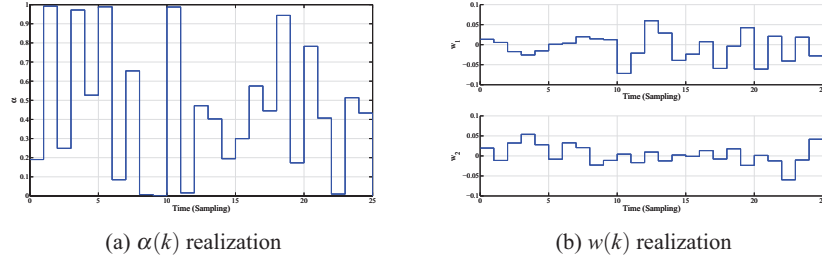 1
0.9
0.8
0.7
0.6
0.5
0.4
0.3
0.2
0.1
0
α
0 5 10 15 20 25
Time (Sampling)
(a) α(k) realization
0.1
0.05
0
−0.05
−0.1
w1
0 5 10 15 20 25
Time (Sampling)
0.1
0.05
0
−0.05
−0.1
w2
0 5 10 15 20 25
Time (Sampling)
(b) w(k) realization